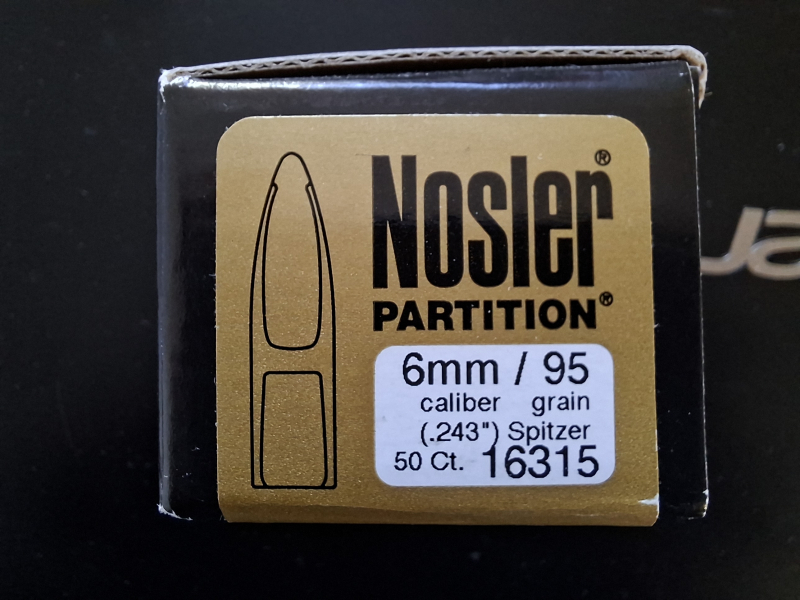 Nosler®
PARTITION®
6mm / 95
caliber grain
(.243") Spitzer
50 Ct. 16315